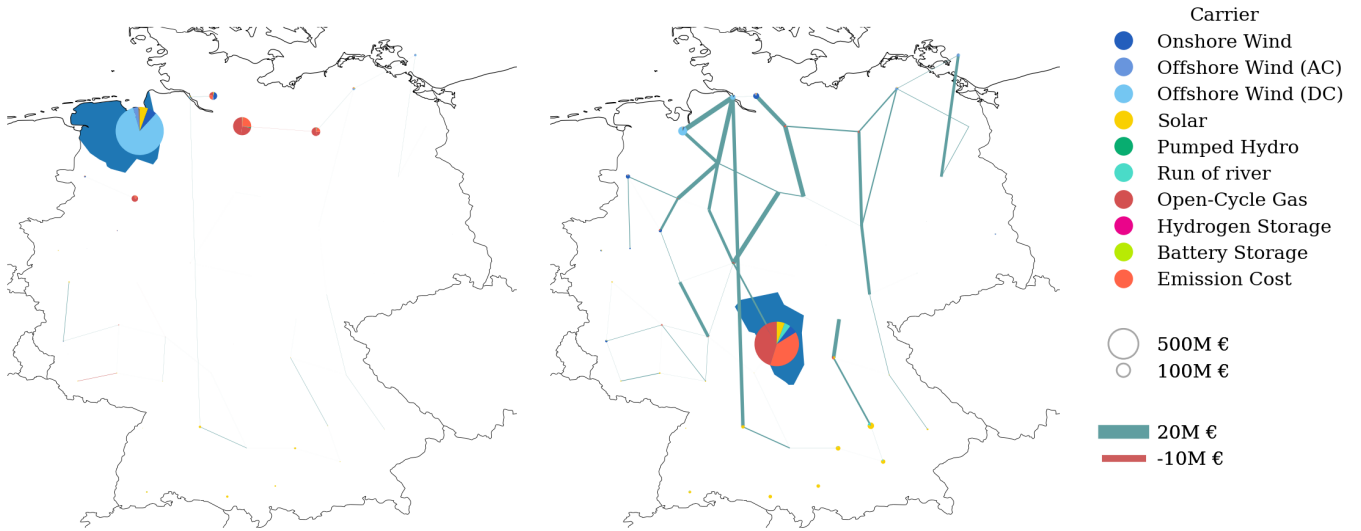 Carrier
Onshore Wind
Offshore Wind (AC)
Offshore Wind (DC)
Solar
Pumped Hydro
Run of river
Open-Cycle Gas
Hydrogen Storage
Battery Storage
Emission Cost
500M €
100M €
20M €
-10M €